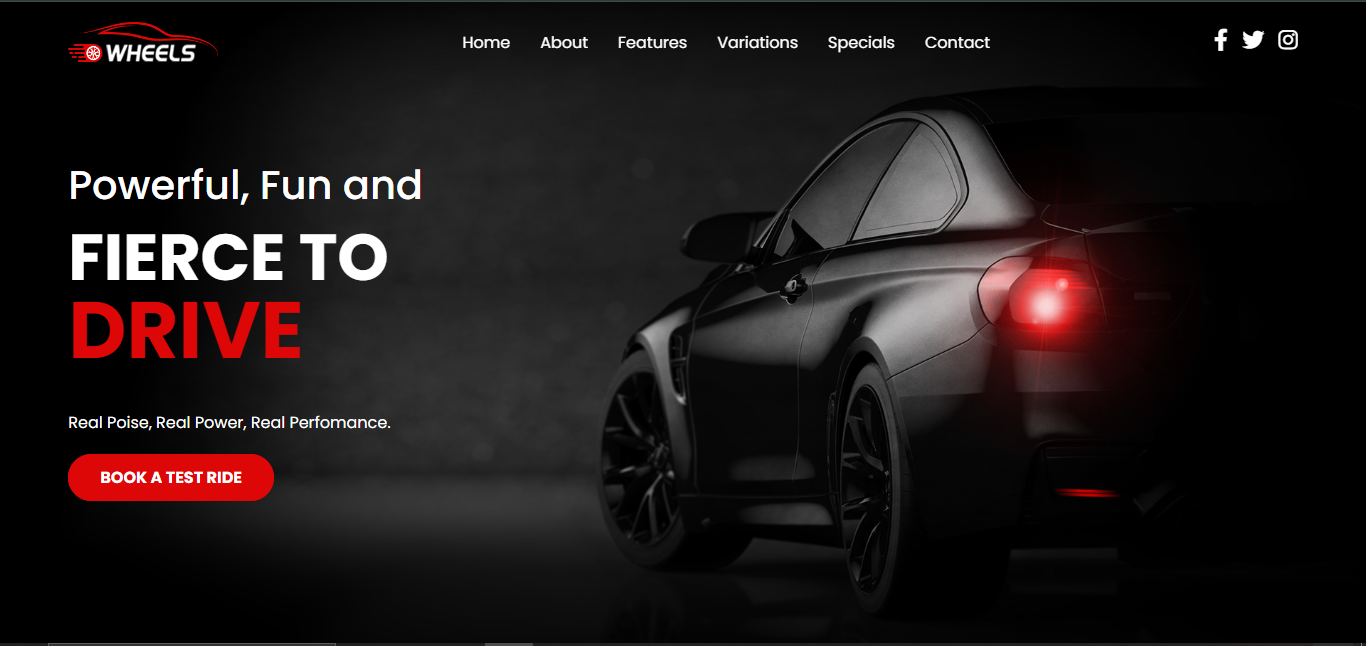 WHEELS
Home About Features Variations Specials Contact
Powerful, Fun and
FIERCE TO
DRIVE
Real Poise, Real Power, Real Perfomance.
BOOK A TEST RIDE